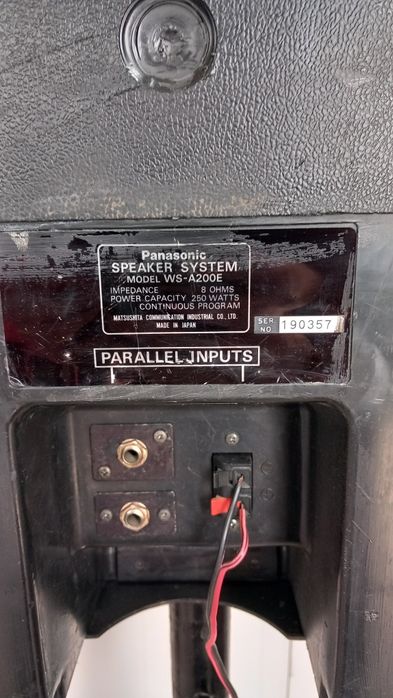 Panasonic
SPEAKER SYSTEM
MODEL WS-A200E
IMPEDANCE 8 OHMS
POWER CAPACITY 250 WATTS
CONTINUOUS PROGRAM
MATSUSHITA COMMUNICATION INDUSTRIAL CO., LTD.
MADE IN JAPAN
SER. NO 190357
PARALLEL INPUTS